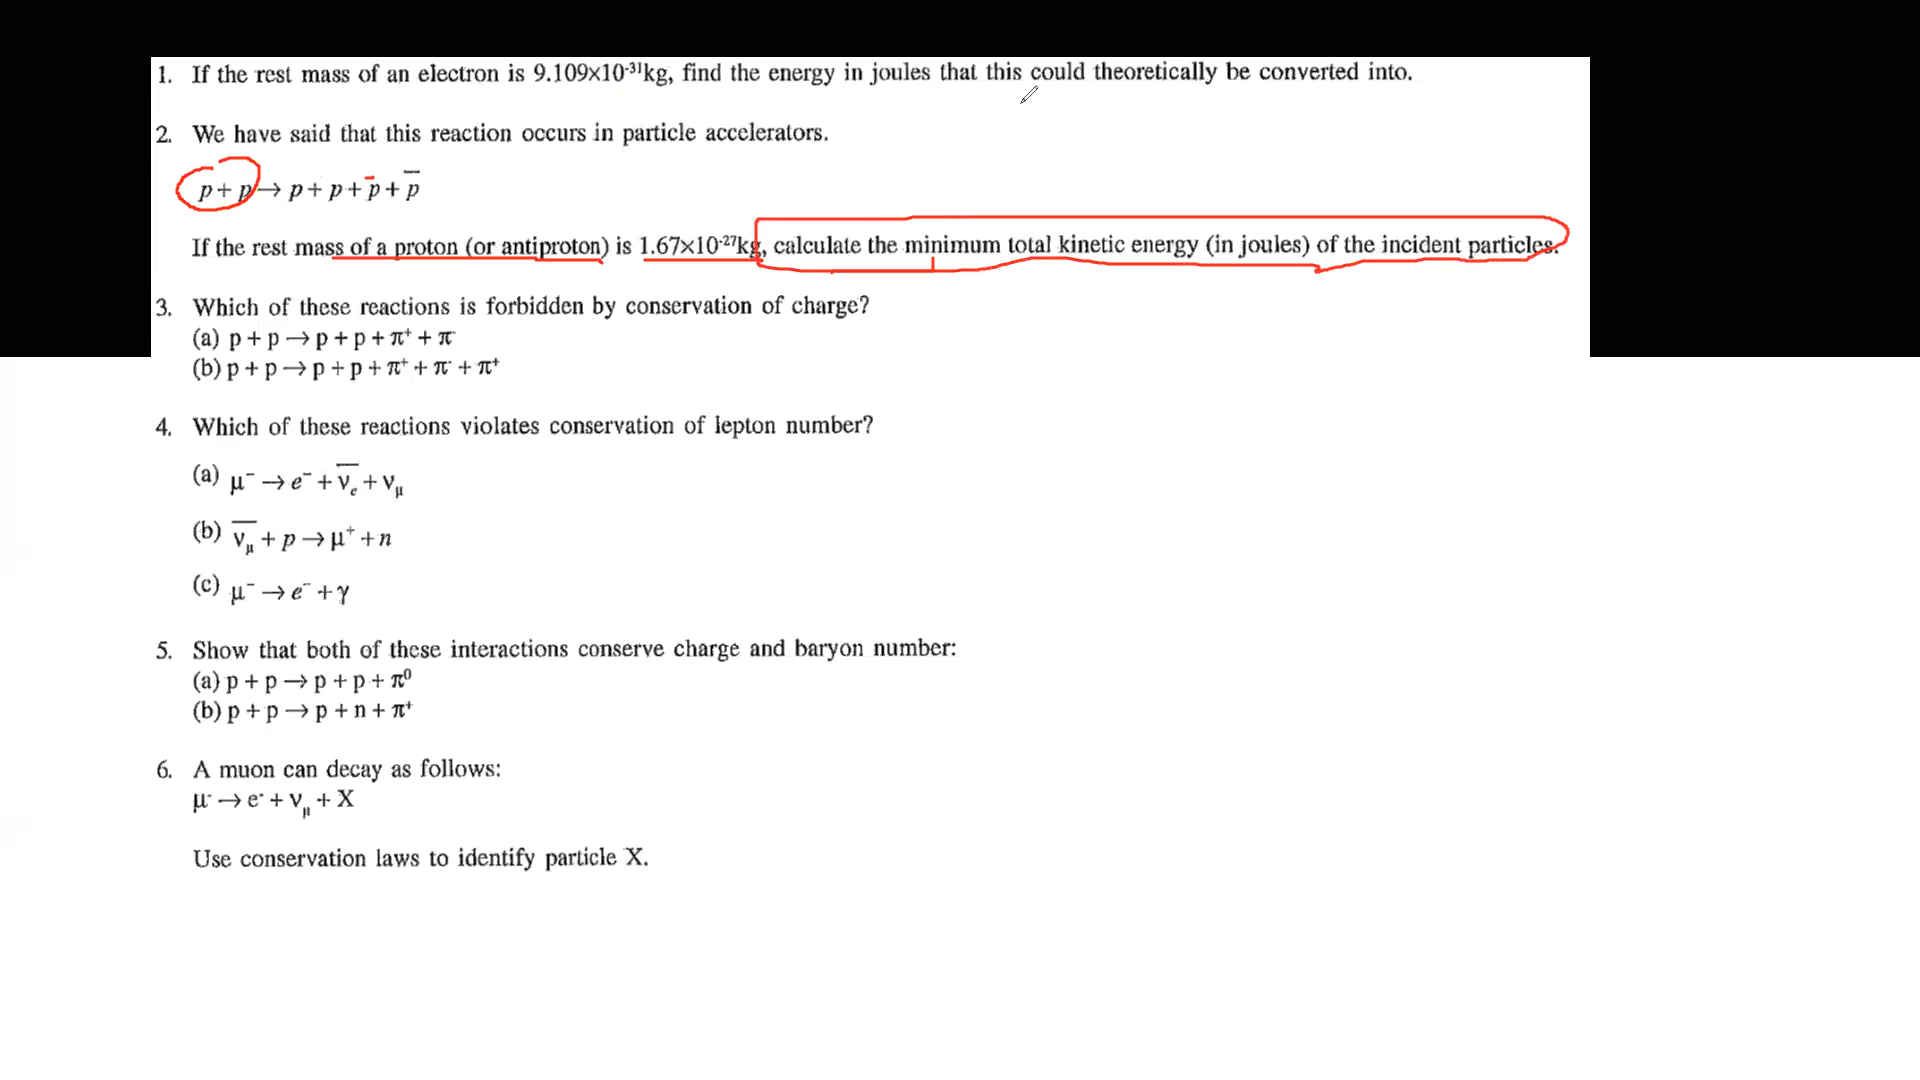 1. If the rest mass of an electron is 9.109×10⁻³¹kg, find the energy in joules that this could theoretically be converted into.
2. We have said that this reaction occurs in particle accelerators.
p + p → p + p + p̄ + p̄
If the rest mass of a proton (or antiproton) is 1.67×10⁻²⁷kg, calculate the minimum total kinetic energy (in joules) of the incident particles.
3. Which of these reactions is forbidden by conservation of charge?
(a) p + p → p + p + π⁺ + π⁻
(b) p + p → p + p + π⁺ + π⁻ + π⁺
4. Which of these reactions violates conservation of lepton number?
(a) μ⁻ → e⁻ + ν̄ₑ + ν_μ
(b) ν̄_μ + p → μ⁺ + n
(c) μ⁻ → e⁻ + γ
5. Show that both of these interactions conserve charge and baryon number:
(a) p + p → p + p + π⁰
(b) p + p → p + n + π⁺
6. A muon can decay as follows:
μ⁻ → e⁻ + ν_μ + X
Use conservation laws to identify particle X.